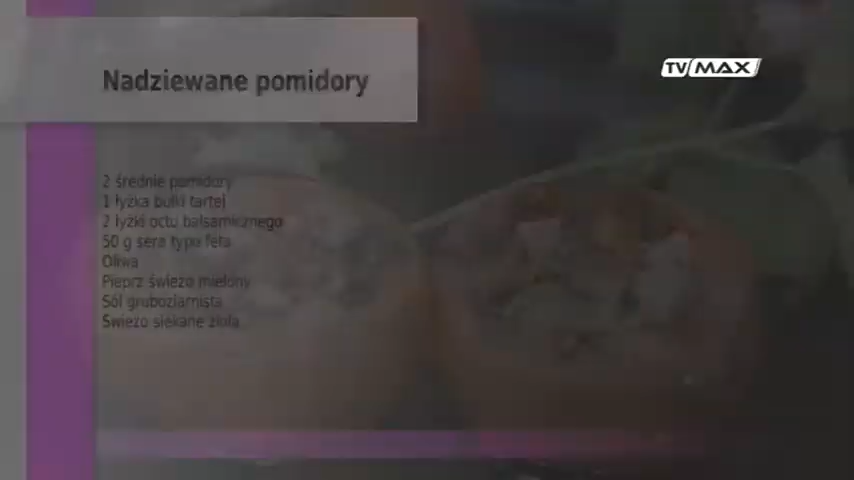 Nadziewane pomidory
TV MAX
2 średnie pomidory
1 łyżka bułki tartej
2 łyżki octu balsamicznego
50 g sera typu feta
Oliwa
Pieprz świeżo mielony
Sól gruboziarnista
Świeżo siekane zioła